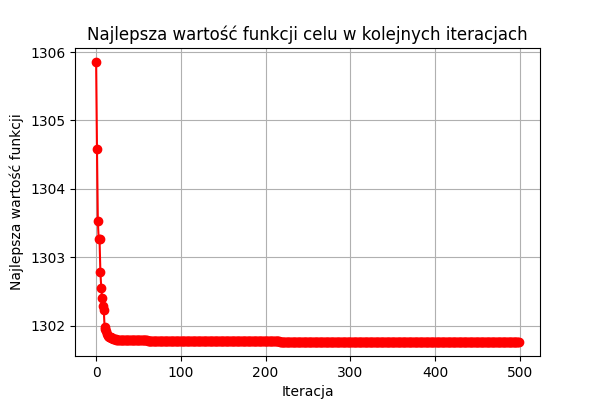 Najlepsza wartość funkcji celu w kolejnych iteracjach
1306
1305
1304
1303
1302
Najlepsza wartość funkcji
0 100 200 300 400 500
Iteracja